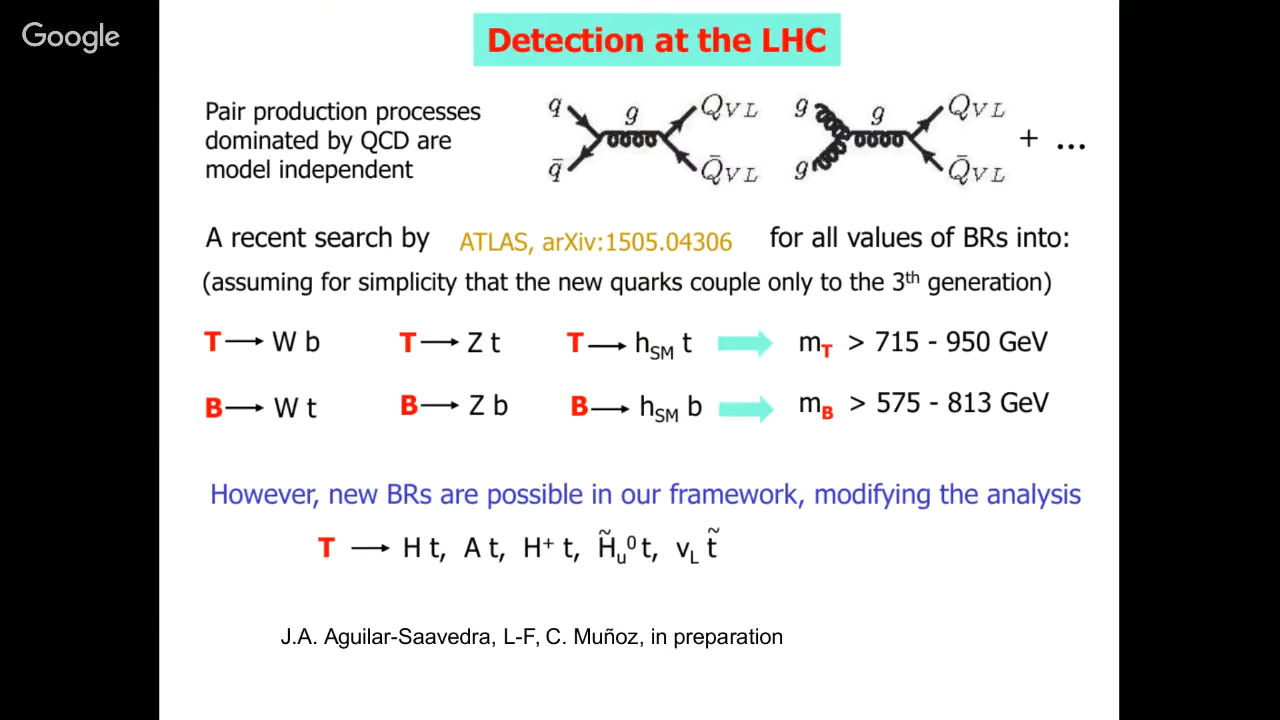 Google
Detection at the LHC
Pair production processes
dominated by QCD are
model independent
q g Q_VL
q̄ Q̄_VL
g g Q_VL
g Q̄_VL
+ ...
A recent search by ATLAS, arXiv:1505.04306 for all values of BRs into:
(assuming for simplicity that the new quarks couple only to the 3th generation)
T → W b T → Z t T → h_SM t m_T > 715 - 950 GeV
B → W t B → Z b B → h_SM b m_B > 575 - 813 GeV
However, new BRs are possible in our framework, modifying the analysis
T → H t, A t, H⁺ t, H̃_u⁰ t, ν_L t̃
J.A. Aguilar-Saavedra, L-F, C. Muñoz, in preparation